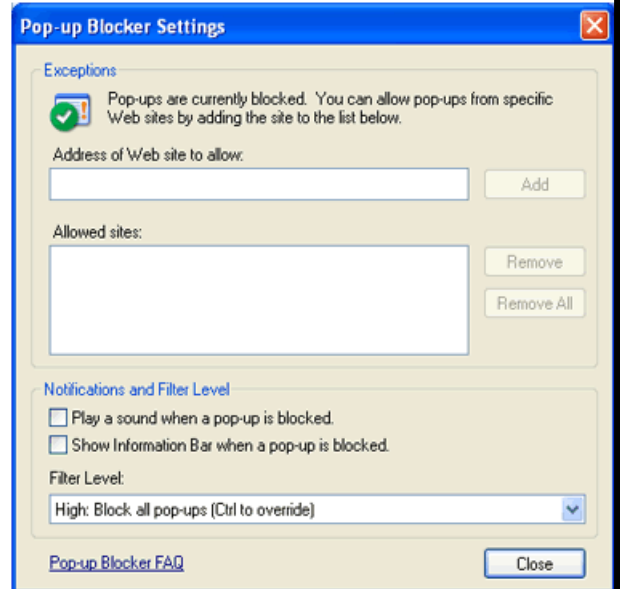 Pop-up Blocker Settings
Exceptions
Pop-ups are currently blocked. You can allow pop-ups from specific
Web sites by adding the site to the list below.
Address of Web site to allow:
Add
Allowed sites:
Remove
Remove All
Notifications and Filter Level
Play a sound when a pop-up is blocked.
Show Information Bar when a pop-up is blocked.
Filter Level:
High: Block all pop-ups (Ctrl to override)
Pop-up Blocker FAQ
Close